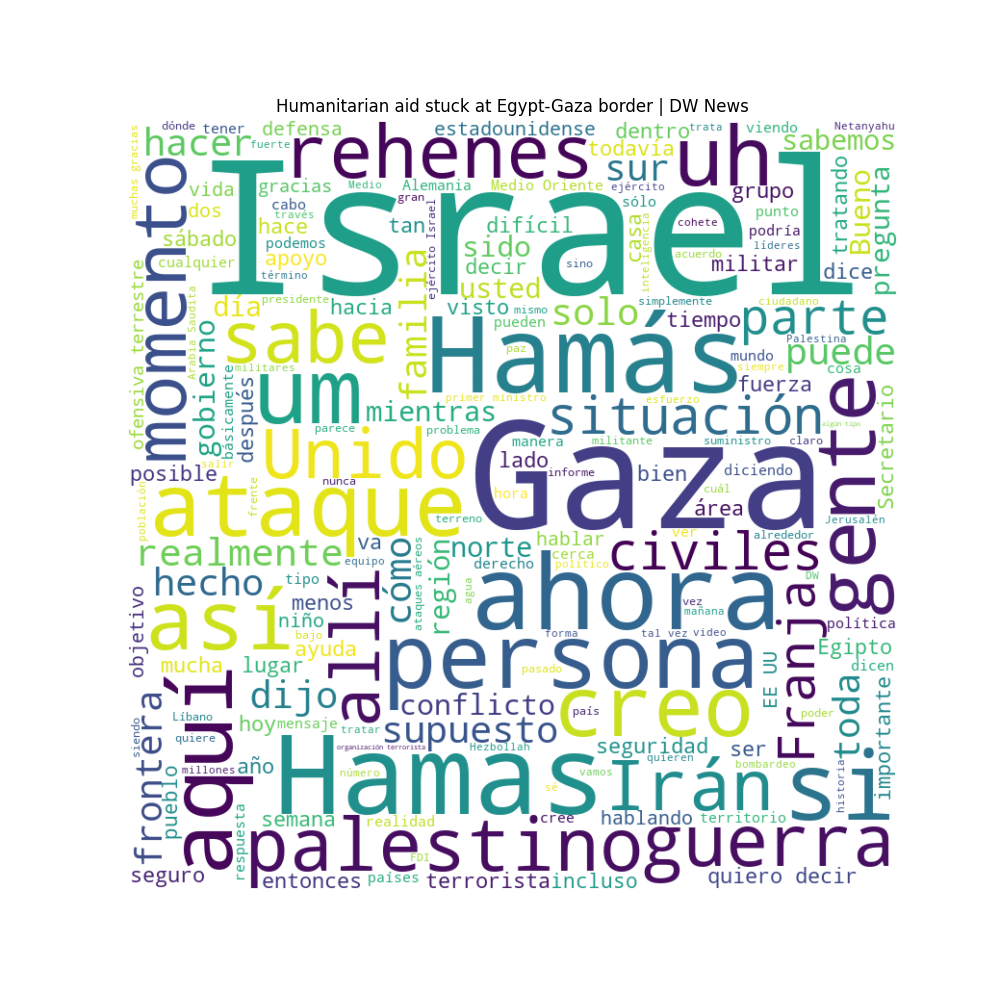 Humanitarian aid stuck at Egypt-Gaza border | DW News
dónde
tener
defensa
estadounidense
dentro
trata
viendo
Netanyahu
hacer
fuerte
rehenes
todavía
uh
sabemos
muchas gracias
momento
Israel
sur
vida
gracias
Medio
Alemania
Medio Oriente
ejército
grupo
tratando
Bueno
pregunta
dos
cabo
gran
sólo
través
tan
difícil
casa
inteligencia
cohete
punto
sábado
hace
podemos
sido
podría
acuerdo
líderes
cualquier
apoyo
decir
sino
militar
dice
término
familia
ejército Israel
usted
ofensiva terrestre
Arabia Saudita
día
presidente
hacia
visto
mismo
solo
simplemente
ciudadano
sabe
Hamás
pueden
tiempo
parte
Palestina
gobierno
paz
mundo
puede
básicamente
militares
siempre
cosa
después
um
primer ministro
esfuerzo
fuerza
gente
mientras
situación
Secretario
parece
problema
algún tipo
Unido
manera
militante
suministro
claro
Gaza
posible
salir
lado
informe
bien
diciendo
nunca
población
ataque
frente
hora
cuál
área
terreno
Jerusalén
realmente
va
cómo
norte
hablar
civiles
ver
alrededor
equipo
ataques aéreos
región
cerca
derecho
político
hecho
tipo
allí
ahora
DW
objetivo
así
menos
agua
vez
mañana
Franja
niño
política
bajo
forma
tal vez
video
mucha
lugar
ayuda
persona
Egipto
pasado
EE UU
dicen
aquí
dijo
creo
toda
importante
frontera
conflicto
país
poder
Líbano
hoy
mensaje
supuesto
siendo
quiere
tratar
organización terrorista
Hezbollah
seguridad
ser
quieren
si
pueblo
millones
año
número
Hamas
vamos
Irán
bombardeo
historia
sé
semana
realidad
cree
hablando
territorio
respuesta
palestino
guerra
FDI
seguro
entonces
países
terrorista
incluso
quiero decir